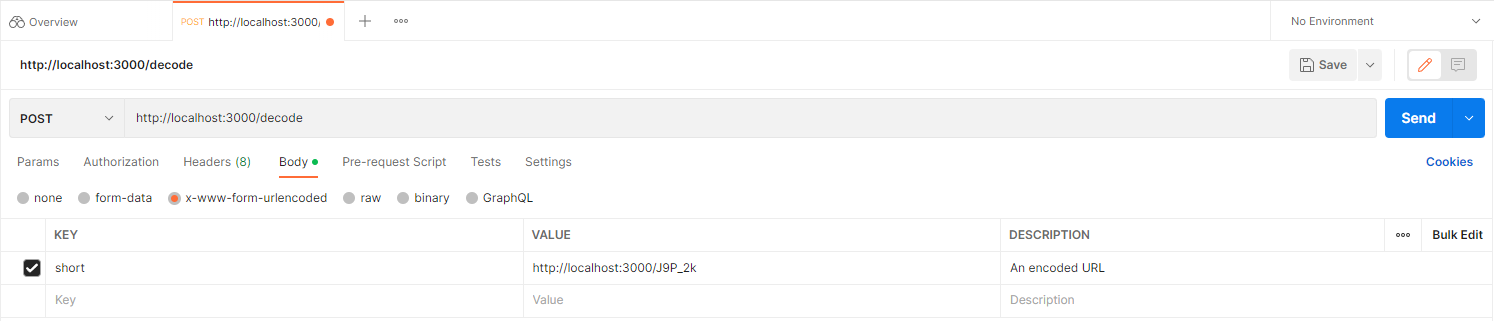 Overview POST http://localhost:3000/ No Environment
http://localhost:3000/decode Save
POST http://localhost:3000/decode Send
Params Authorization Headers (8) Body Pre-request Script Tests Settings Cookies
none form-data x-www-form-urlencoded raw binary GraphQL
KEY VALUE DESCRIPTION Bulk Edit
short http://localhost:3000/J9P_2k An encoded URL
Key Value Description